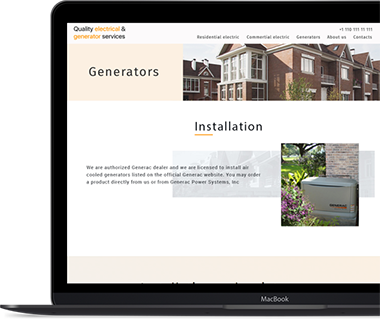 Quality electrical &
generator services
+1 118 111 11 111
Residential electric Commertial electric Generators About us Contacts
Generators
Installation
We are authorized Generac dealer and we are licensed to install air
cooled generators listed on the official Generac website. You may order
a product directly from us or from Generac Power Systems, Inc
GENERAC
MacBook